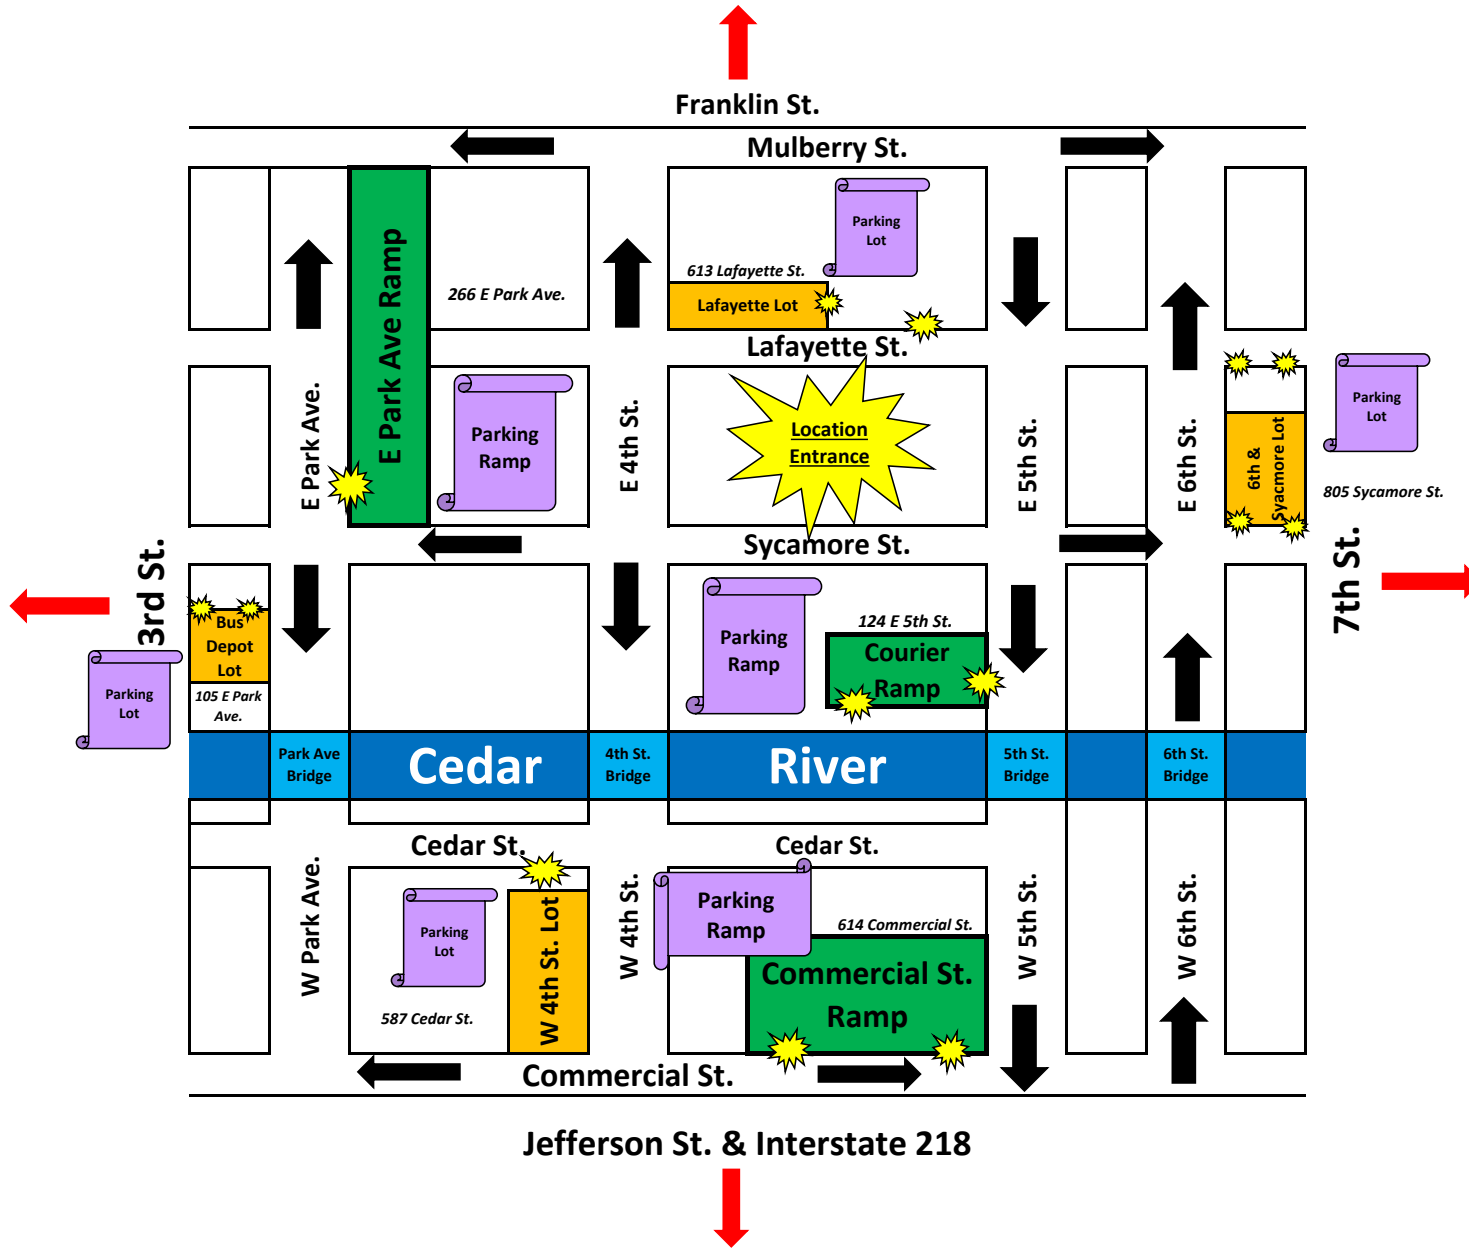 Franklin St.
Mulberry St.
Parking
Lot
613 Lafayette St.
Lafayette Lot
266 E Park Ave.
E Park Ave Ramp
Lafayette St.
E Park Ave.
Parking
Ramp
E 4th St.
Location
Entrance
E 5th St.
E 6th St.
6th &
Syacmore Lot
Parking
Lot
805 Sycamore St.
Sycamore St.
3rd St.
7th St.
Bus
Depot
Lot
105 E Park
Ave.
Parking
Lot
Parking
Ramp
124 E 5th St.
Courier
Ramp
Park Ave
Bridge
Cedar
4th St.
Bridge
River
5th St.
Bridge
6th St.
Bridge
Cedar St.
Cedar St.
W Park Ave.
Parking
Lot
587 Cedar St.
W 4th St. Lot
W 4th St.
Parking
Ramp
614 Commercial St.
Commercial St.
Ramp
W 5th St.
W 6th St.
Commercial St.
Jefferson St. & Interstate 218